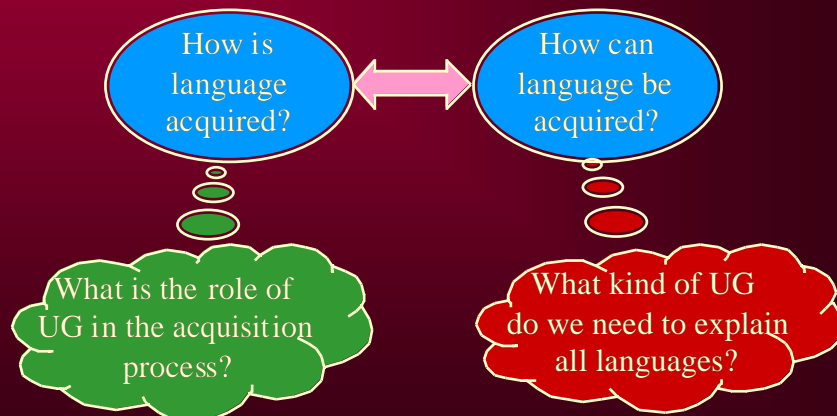 How is
language
acquired?
How can
language be
acquired?
What is the role of
UG in the acquisition
process?
What kind of UG
do we need to explain
all languages?